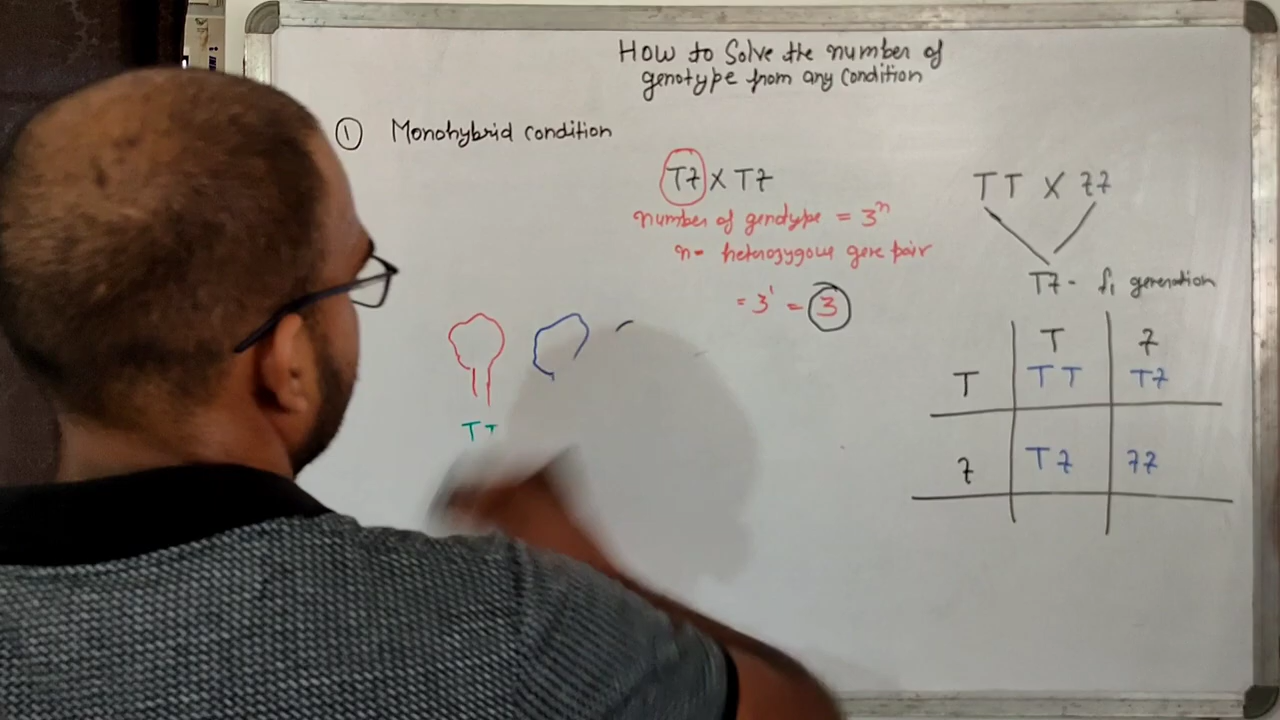 How to Solve the number of
genotype from any condition
① Monohybrid condition
Tt X Tt
number of genotype = 3ⁿ
n- heterozygous gene pair
= 3¹ = 3
TT
TT X tt
Tt - f₁ generation
T t
T TT Tt
t Tt tt